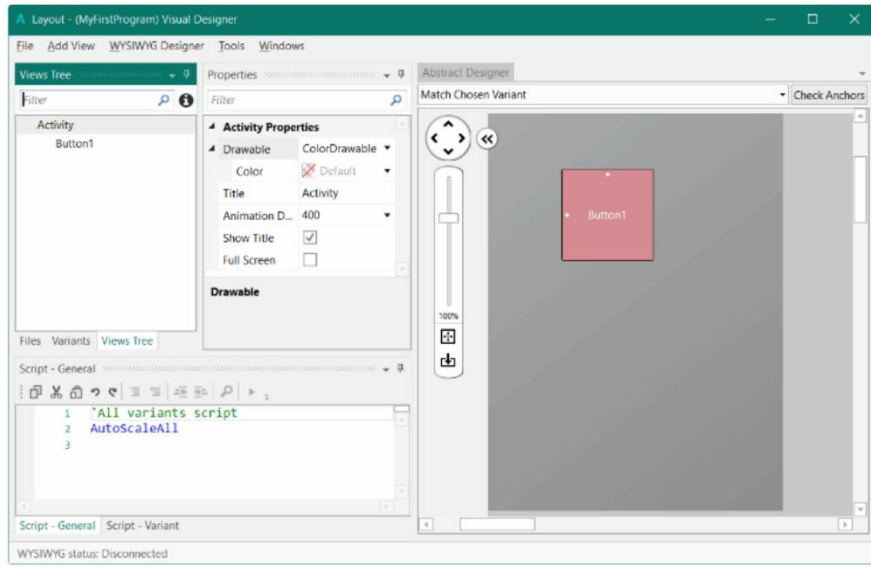 A Layout - (MyFirstProgram) Visual Designer
File Add View WYSIWYG Designer Tools Windows
Views Tree
Filter
Activity
Button1
Files Variants Views Tree
Properties
Filter
Activity Properties
Drawable ColorDrawable
Color Default
Title Activity
Animation D... 400
Show Title
Full Screen
Drawable
Script - General
1 'All variants script
2 AutoScaleAll
3
Script - General Script - Variant
Abstract Designer
Match Chosen Variant Check Anchors
100%
Button1
WYSIWYG status: Disconnected